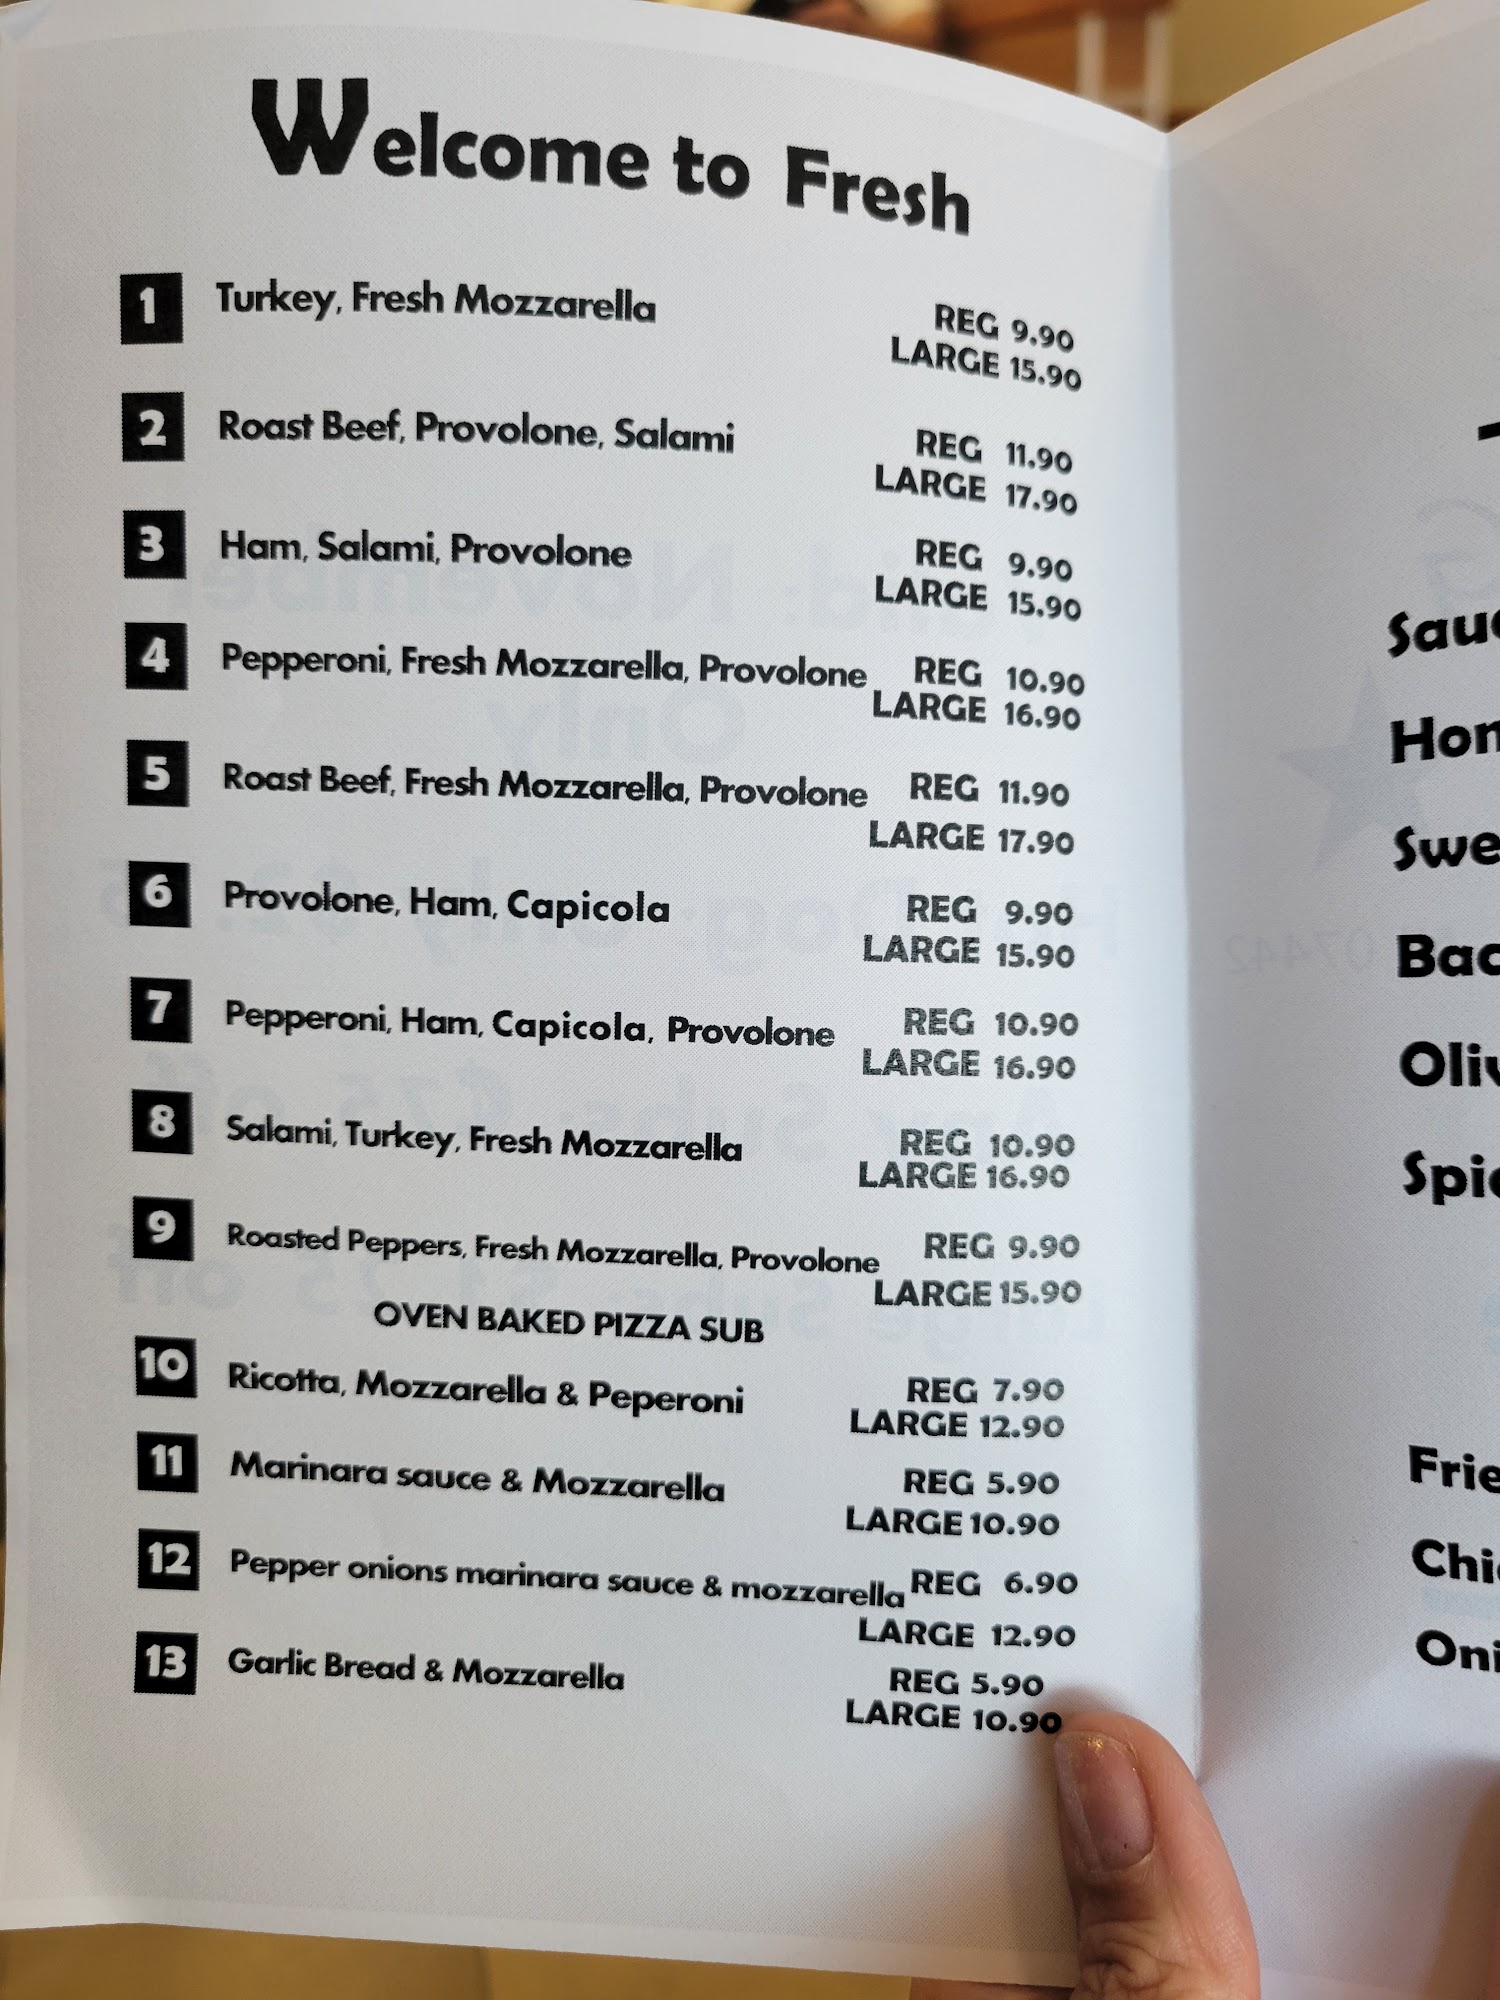 Welcome to Fresh
1 Turkey, Fresh Mozzarella REG 9.90
LARGE 15.90
2 Roast Beef, Provolone, Salami REG 11.90
LARGE 17.90
3 Ham, Salami, Provolone REG 9.90
LARGE 15.90
4 Pepperoni, Fresh Mozzarella, Provolone REG 10.90
LARGE 16.90
5 Roast Beef, Fresh Mozzarella, Provolone REG 11.90
LARGE 17.90
6 Provolone, Ham, Capicola REG 9.90
LARGE 15.90
7 Pepperoni, Ham, Capicola, Provolone REG 10.90
LARGE 16.90
8 Salami, Turkey, Fresh Mozzarella REG 10.90
LARGE 16.90
9 Roasted Peppers, Fresh Mozzarella, Provolone REG 9.90
LARGE 15.90
OVEN BAKED PIZZA SUB
10 Ricotta, Mozzarella & Peperoni REG 7.90
LARGE 12.90
11 Marinara sauce & Mozzarella REG 5.90
LARGE 10.90
12 Pepper onions marinara sauce & mozzarella REG 6.90
LARGE 12.90
13 Garlic Bread & Mozzarella REG 5.90
LARGE 10.90